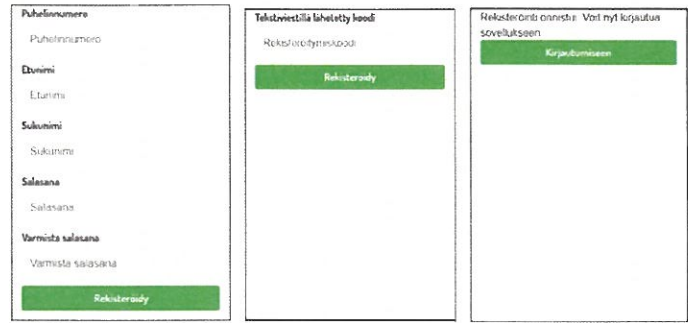 Puhelinnumero
Puhelinnumero
Etunimi
Etunimi
Sukunimi
Sukunimi
Salasana
Salasana
Varmista salasana
Varmista salasana
Rekisteröidy
Tekstiviestillä lähetetty koodi
Rekisteröitymiskoodi
Rekisteröidy
Rekisteröinti onnistui. Voit nyt kirjautua
sovellukseen
Kirjautumiseen